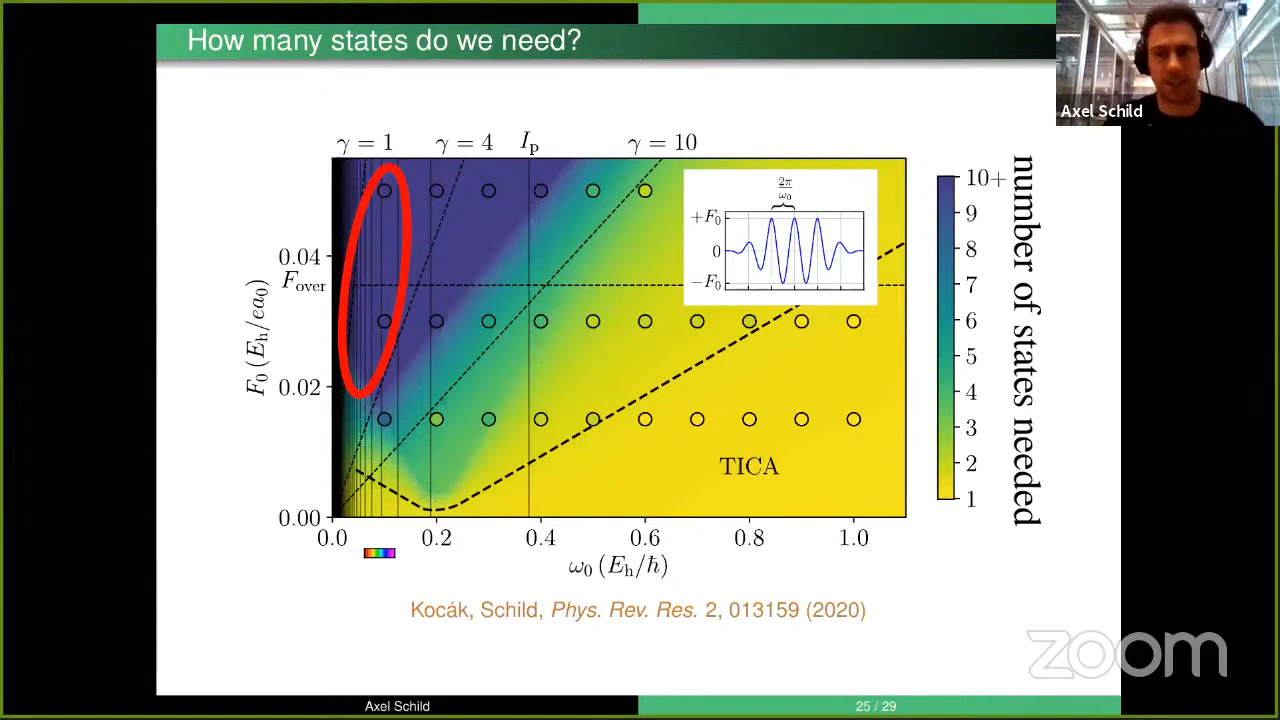 How many states do we need?
Axel Schild
γ = 1
γ = 4
I_p
γ = 10
2π/ω₀
+F₀
0
−F₀
0.04
F_over
0.02
0.00
F₀ (E_h/ea₀)
TICA
0.0
0.2
0.4
0.6
0.8
1.0
ω₀ (E_h/ħ)
10+
9
8
7
6
5
4
3
2
1
number of states needed
Kocák, Schild, Phys. Rev. Res. 2, 013159 (2020)
zoom
Axel Schild
25 / 29